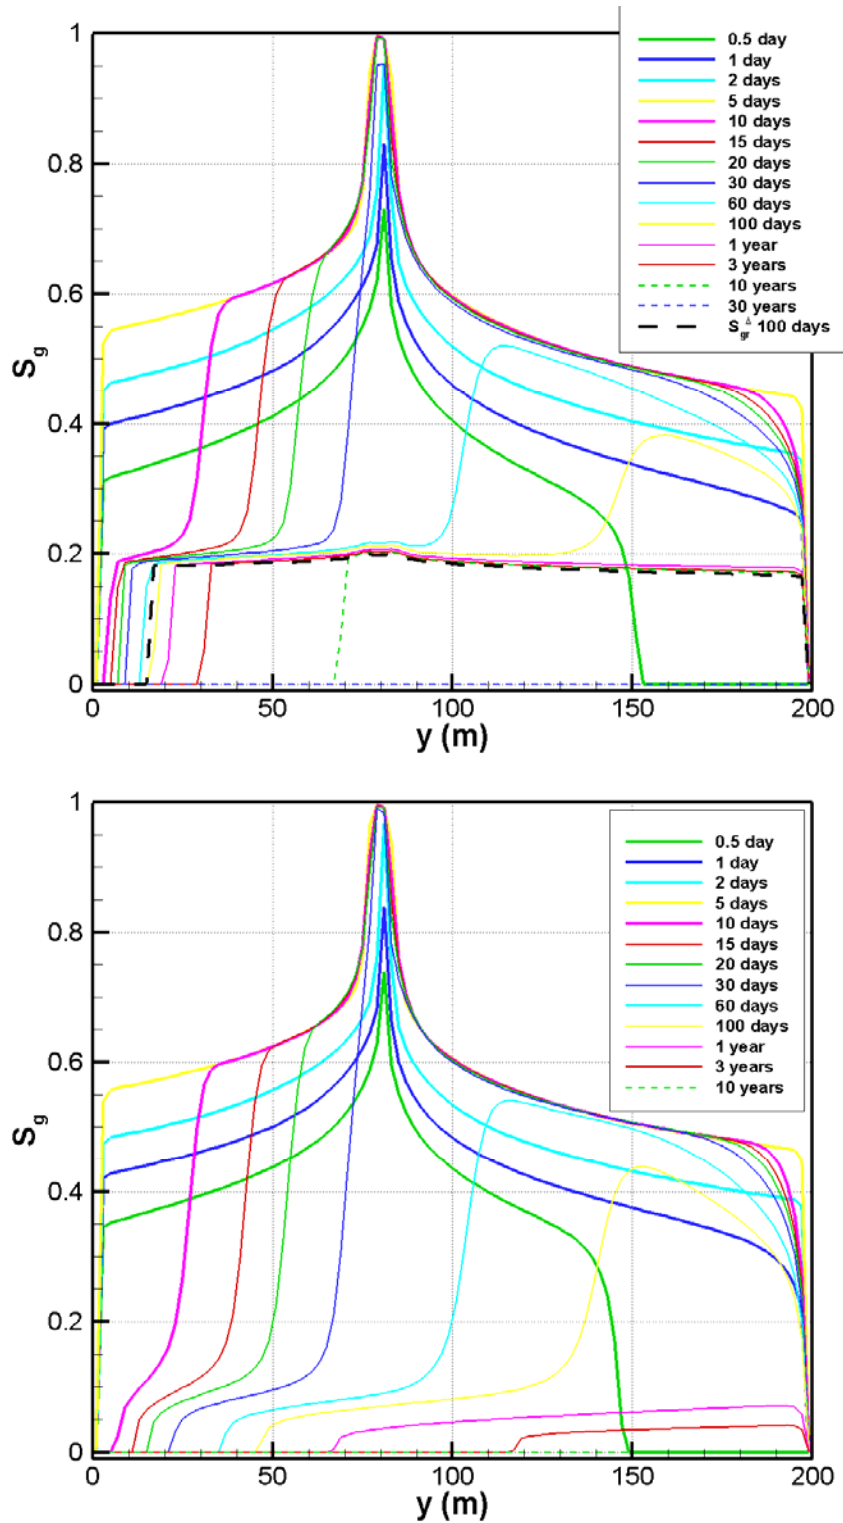 1
0.8
0.6
0.4
0.2
0
S_g
0 50 100 150 200
y (m)
0.5 day
1 day
2 days
5 days
10 days
15 days
20 days
30 days
60 days
100 days
1 year
3 years
10 years
30 years
S_gr^Δ 100 days
1
0.8
0.6
0.4
0.2
0
S_g
0 50 100 150 200
y (m)
0.5 day
1 day
2 days
5 days
10 days
15 days
20 days
30 days
60 days
100 days
1 year
3 years
10 years